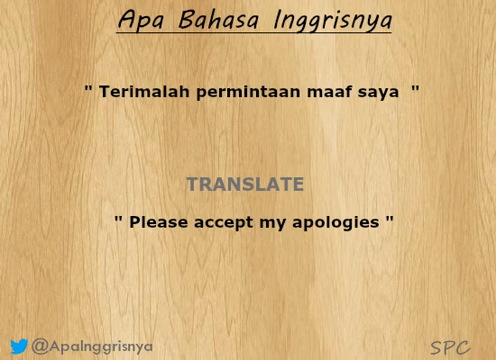 Apa Bahasa Inggrisnya
" Terimalah permintaan maaf saya  "
TRANSLATE
" Please accept my apologies "
@ApaInggrisnya
SPC